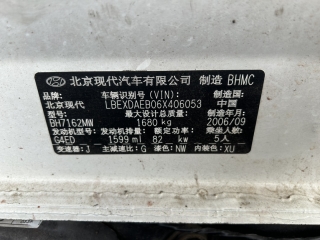 北京现代汽车有限公司 制造 BHMC
品牌: 车辆识别号(VIN): 制造国:
北京现代 LBEXDAEB06X406053 中国
型号: 最大设计总质量: 制造年月:
BH7162MW 1680 kg 2006/09
发动机型号: 发动机排量: 额定功率: 乘坐人数:
G4ED 1599 ml 82 kw 5人
变速器:J 主减速比:G 漆色:NW 内装色:XU